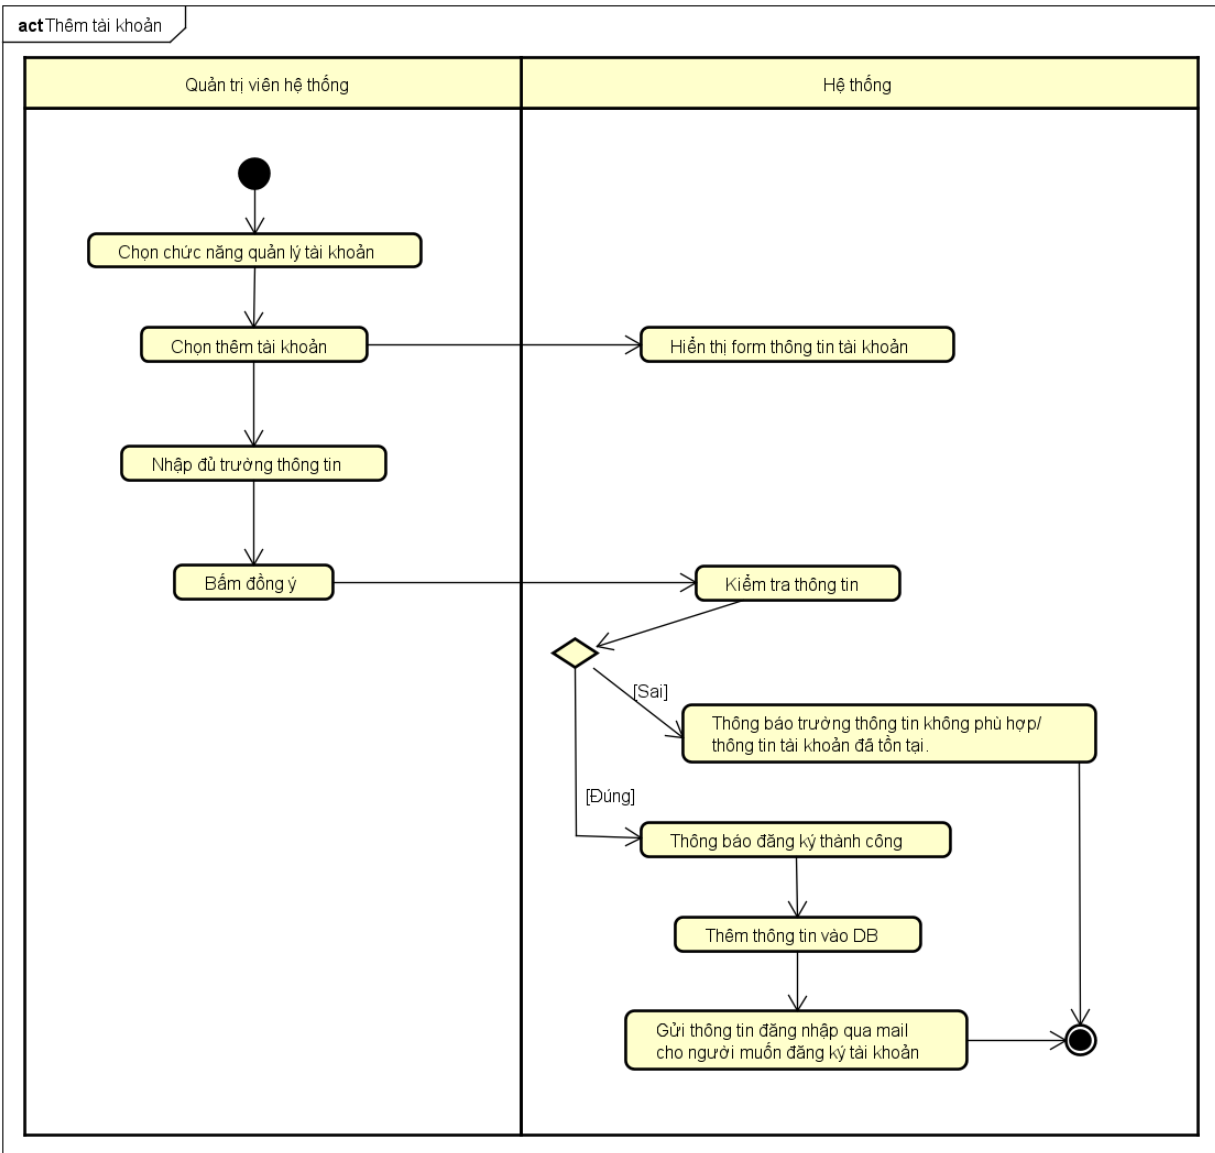 act Thêm tài khoản
Quản trị viên hệ thống
Hệ thống
Chọn chức năng quản lý tài khoản
Chọn thêm tài khoản
Hiển thị form thông tin tài khoản
Nhập đủ trường thông tin
Bấm đồng ý
Kiểm tra thông tin
[Sai]
Thông báo trường thông tin không phù hợp/
thông tin tài khoản đã tồn tại.
[Đúng]
Thông báo đăng ký thành công
Thêm thông tin vào DB
Gửi thông tin đăng nhập qua mail
cho người muốn đăng ký tài khoản